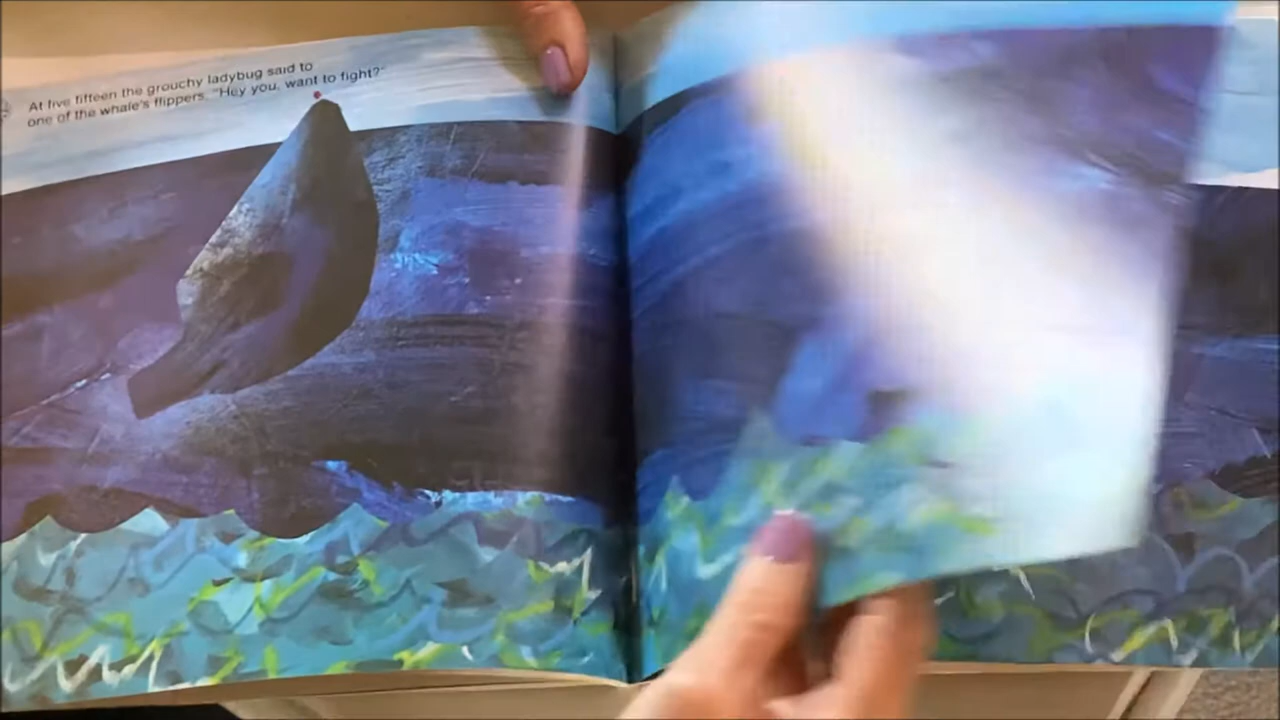 At five fifteen the grouchy ladybug said to
one of the whale's flippers, "Hey you, want to fight?"